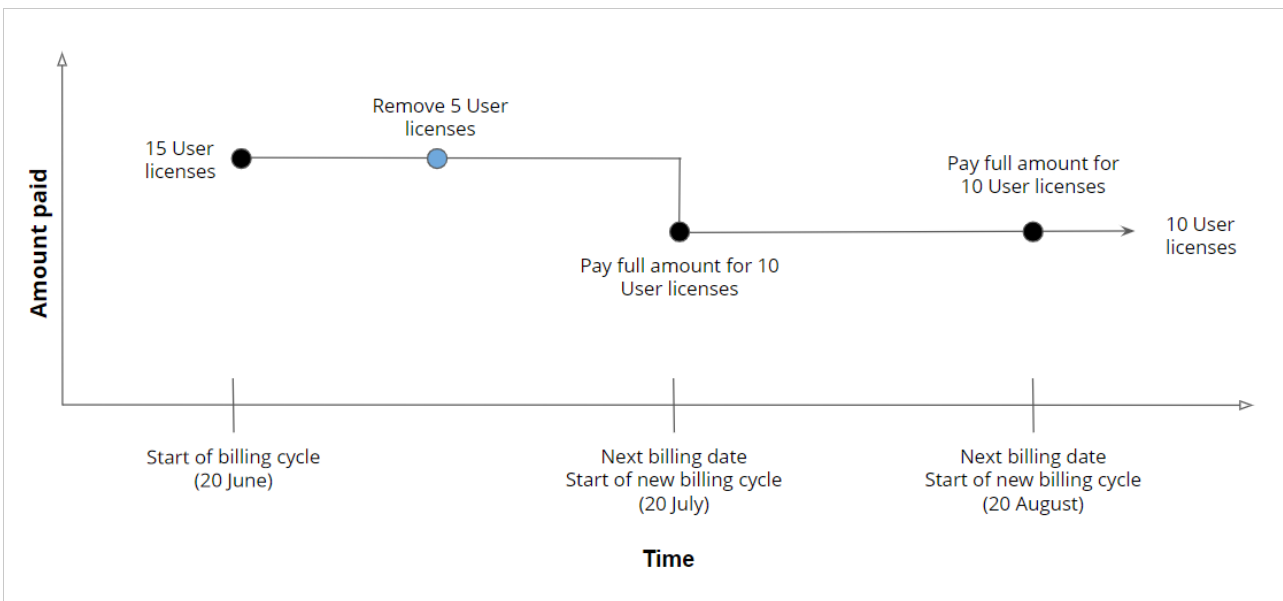 Remove 5 User
licenses
15 User
licenses
Pay full amount for
10 User licenses
10 User
licenses
Pay full amount for 10
User licenses
Amount paid
Start of billing cycle
(20 June)
Next billing date
Start of new billing cycle
(20 July)
Next billing date
Start of new billing cycle
(20 August)
Time